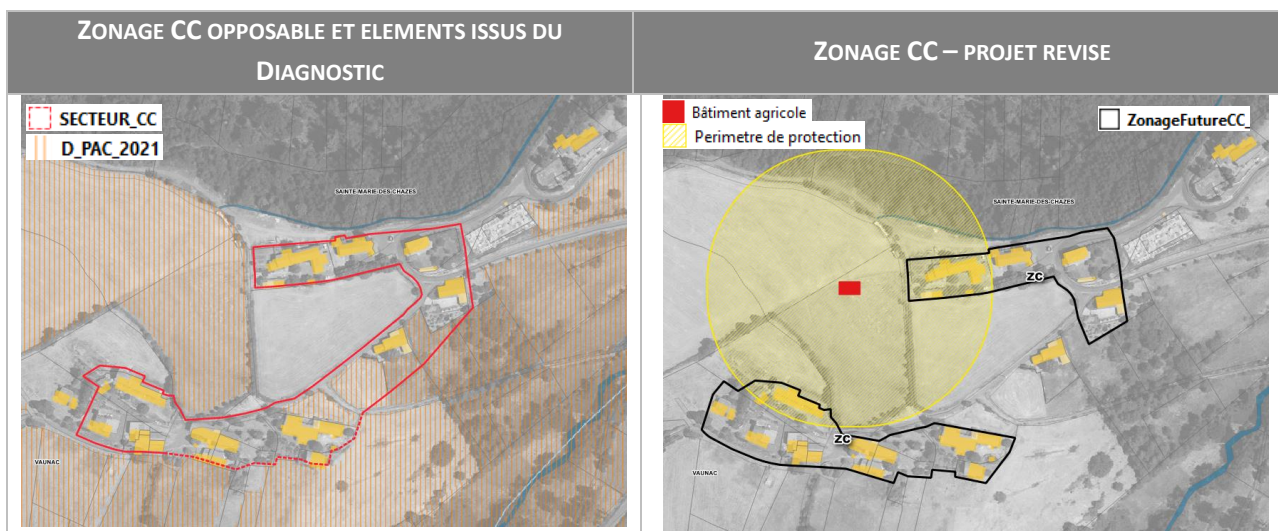 ZONAGE CC OPPOSABLE ET ELEMENTS ISSUS DU
DIAGNOSTIC
ZONAGE CC – PROJET REVISE
SECTEUR_CC
D_PAC_2021
SAINTE-MARIE-DES-CHAZES
VAUNAC
Bâtiment agricole
Perimetre de protection
ZonageFutureCC_
SAINTE-MARIE-DES-CHAZES
ZC
ZC
VAUNAC